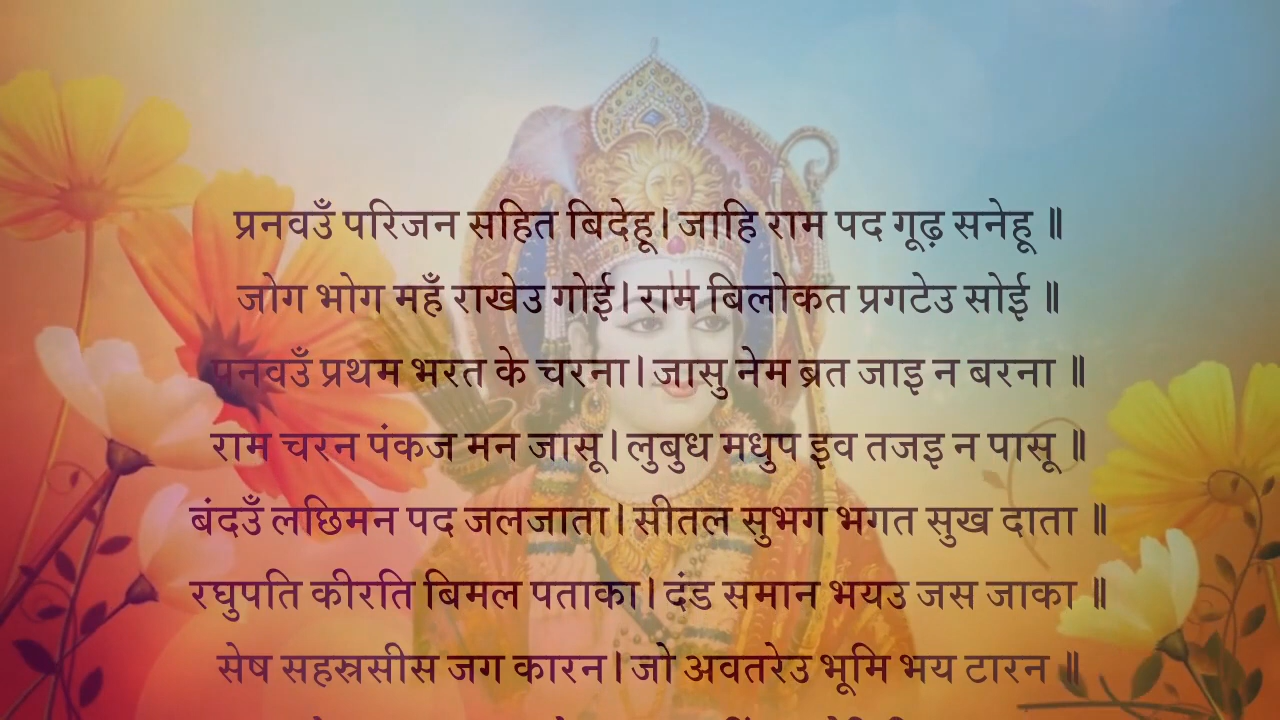 प्रनवउँ परिजन सहित बिदेहू। जाहि राम पद गूढ़ सनेहू ॥
जोग भोग महँ राखेउ गोई। राम बिलोकत प्रगटेउ सोई ॥
प्रनवउँ प्रथम भरत के चरना। जासु नेम ब्रत जाइ न बरना ॥
राम चरन पंकज मन जासू। लुबुध मधुप इव तजइ न पासू ॥
बंदउँ लछिमन पद जलजाता। सीतल सुभग भगत सुख दाता ॥
रघुपति कीरति बिमल पताका। दंड समान भयउ जस जाका ॥
सेष सहस्रसीस जग कारन। जो अवतरेउ भूमि भय टारन ॥